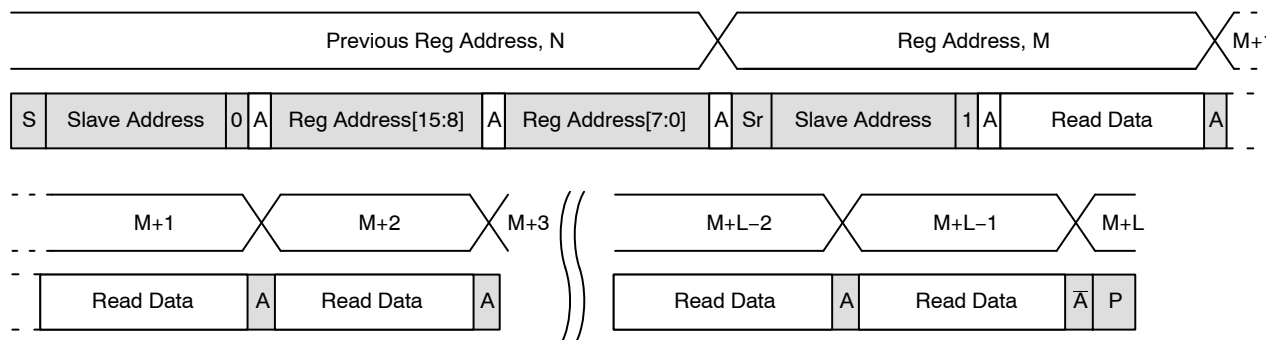 Previous Reg Address, N Reg Address, M M+1
S Slave Address 0 A Reg Address[15:8] A Reg Address[7:0] A Sr Slave Address 1 A Read Data A
M+1 M+2 M+3 M+L−2 M+L−1 M+L
Read Data A Read Data A Read Data A Read Data A̅ P